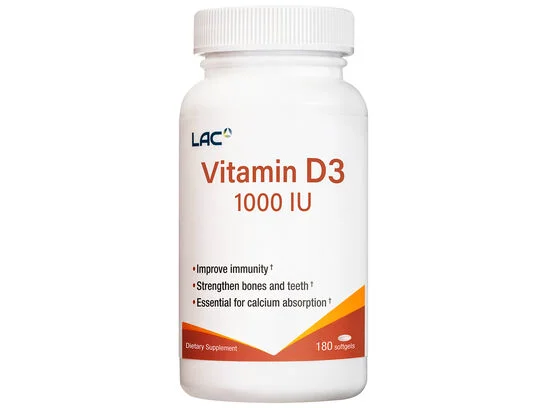 LAC
Vitamin D3
1000 IU
• Improve immunity †
• Strengthen bones and teeth †
• Essential for calcium absorption †
Dietary Supplement
180 softgels